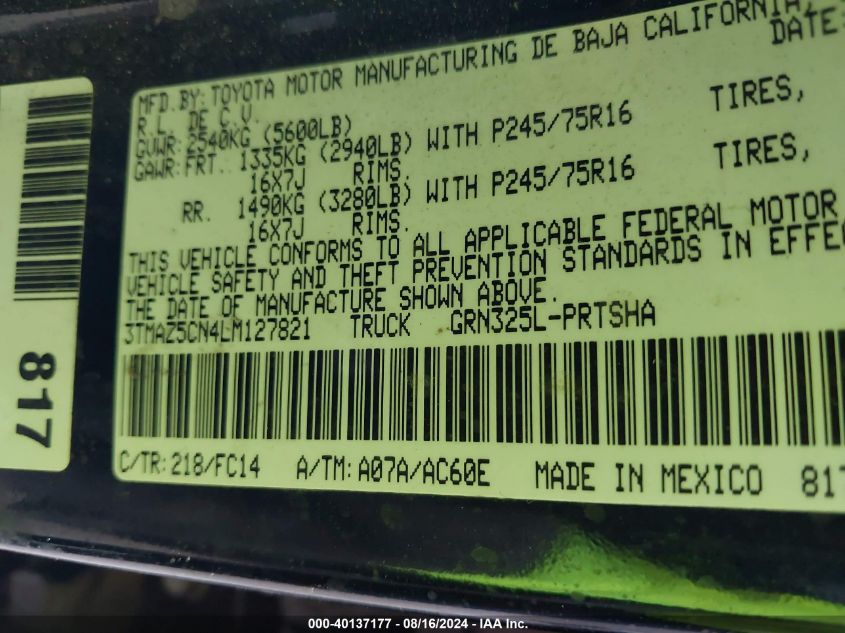 MFD.BY: TOYOTA MOTOR MANUFACTURING DE BAJA CALIFORNIA,
R.L. DE C.V. DATE:
GVWR: 2540KG (5600LB)
GAWR: FRT. 1335KG (2940LB) WITH P245/75R16 TIRES,
16X7J RIMS.
RR. 1490KG (3280LB) WITH P245/75R16 TIRES,
16X7J RIMS.
THIS VEHICLE CONFORMS TO ALL APPLICABLE FEDERAL MOTOR
VEHICLE SAFETY AND THEFT PREVENTION STANDARDS IN EFFE
THE DATE OF MANUFACTURE SHOWN ABOVE.
3TMAZ5CN4LM127821 TRUCK GRN325L-PRTSHA
C/TR: 218/FC14 A/TM: A07A/AC60E MADE IN MEXICO 817
817
000-40137177 - 08/16/2024 - IAA Inc.